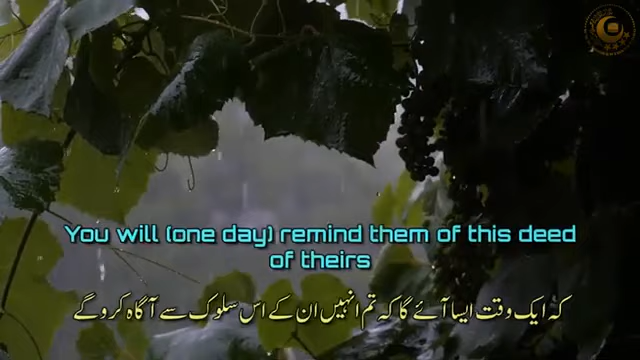 You will (one day) remind them of this deed
of theirs
کہ ایک وقت ایسا آئے گا کہ تم انہیں ان کے اس سلوک سے آگاہ کرو گے